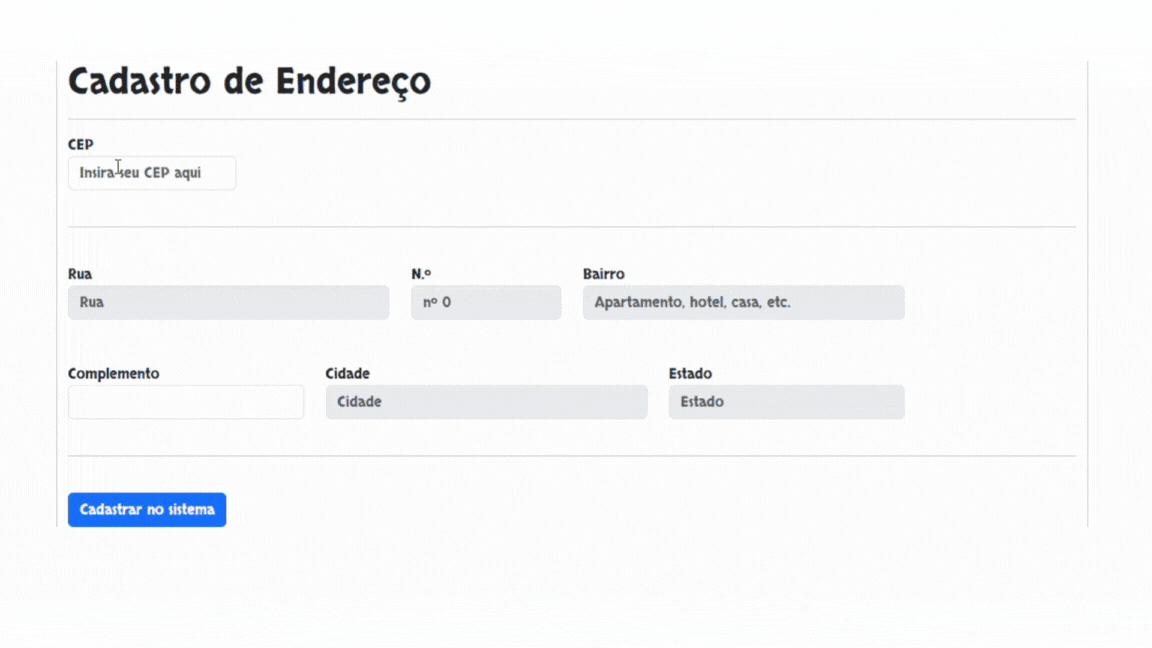 Cadastro de Endereço
CEP
Insira seu CEP aqui
Rua N.º Bairro
Rua nº 0 Apartamento, hotel, casa, etc.
Complemento Cidade Estado
Cidade Estado
Cadastrar no sistema